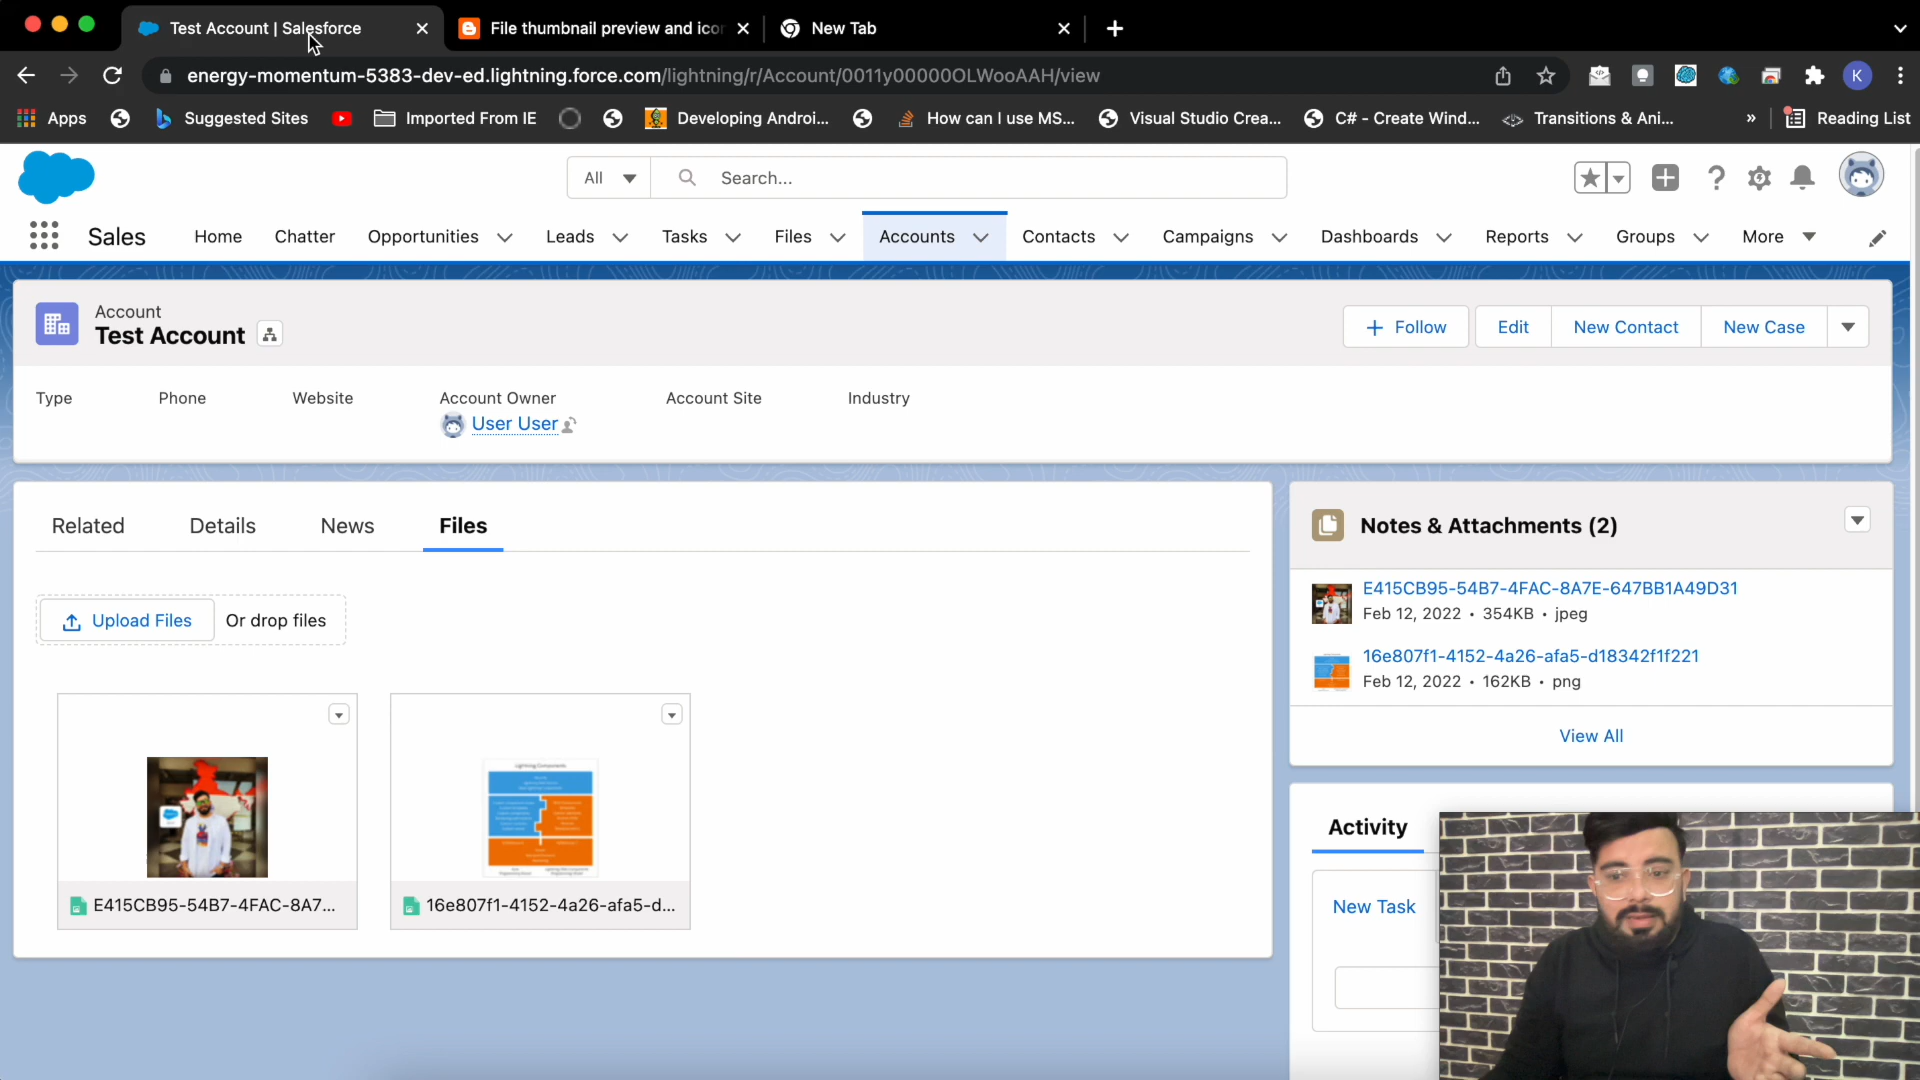 Test Account | Salesforce
File thumbnail preview and icon
New Tab
energy-momentum-5383-dev-ed.lightning.force.com/lightning/r/Account/0011y00000OLWooAAH/view
K
Apps
Suggested Sites
Imported From IE
Developing Androi...
How can I use MS...
Visual Studio Crea...
C# - Create Wind...
Transitions & Ani...
»
Reading List
All
Search...
Sales
Home
Chatter
Opportunities
Leads
Tasks
Files
Accounts
Contacts
Campaigns
Dashboards
Reports
Groups
More
Account
Test Account
+ Follow
Edit
New Contact
New Case
Type
Phone
Website
Account Owner
Account Site
Industry
User User
Related
Details
News
Files
Upload Files
Or drop files
Lightning Components
E415CB95-54B7-4FAC-8A7...
16e807f1-4152-4a26-afa5-d...
Notes & Attachments (2)
E415CB95-54B7-4FAC-8A7E-647BB1A49D31
Feb 12, 2022 • 354KB • jpeg
16e807f1-4152-4a26-afa5-d18342f1f221
Feb 12, 2022 • 162KB • png
View All
Activity
New Task